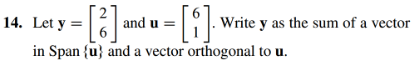 14. Let y = [2 6] and u = [6 1]. Write y as the sum of a vector
in Span {u} and a vector orthogonal to u.